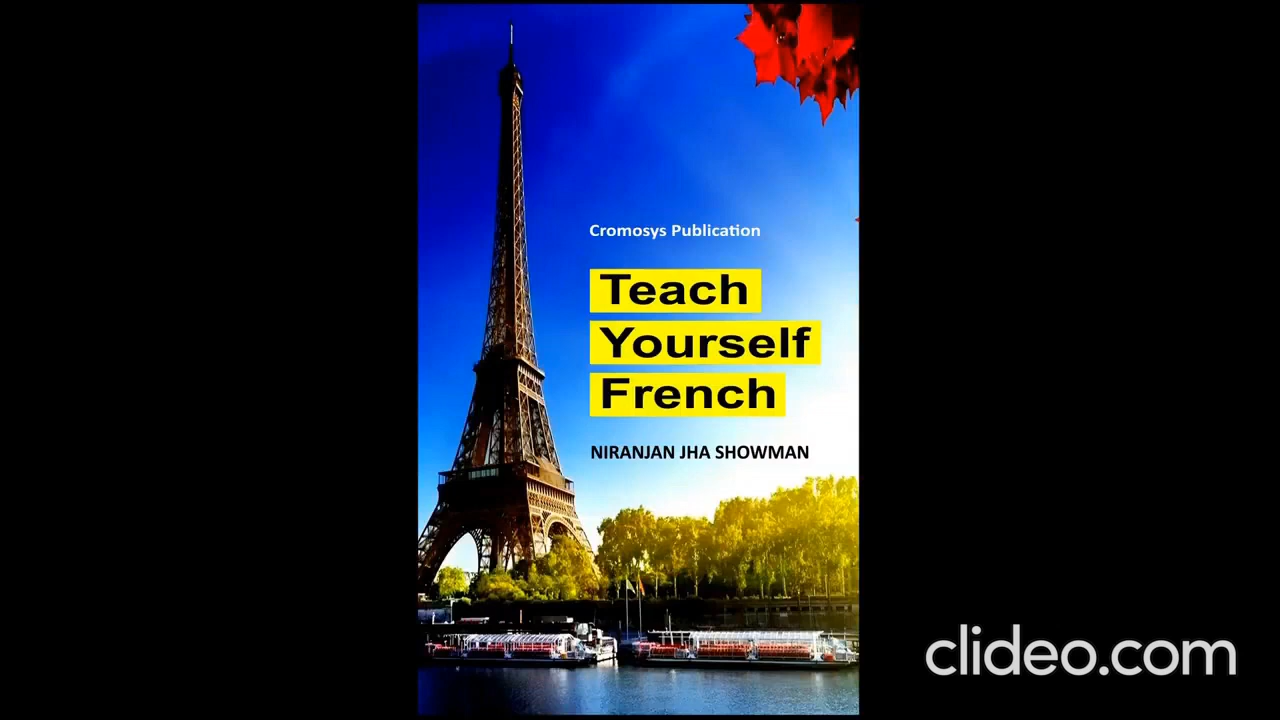 Cromosys Publication
Teach
Yourself
French
NIRANJAN JHA SHOWMAN
clideo.com